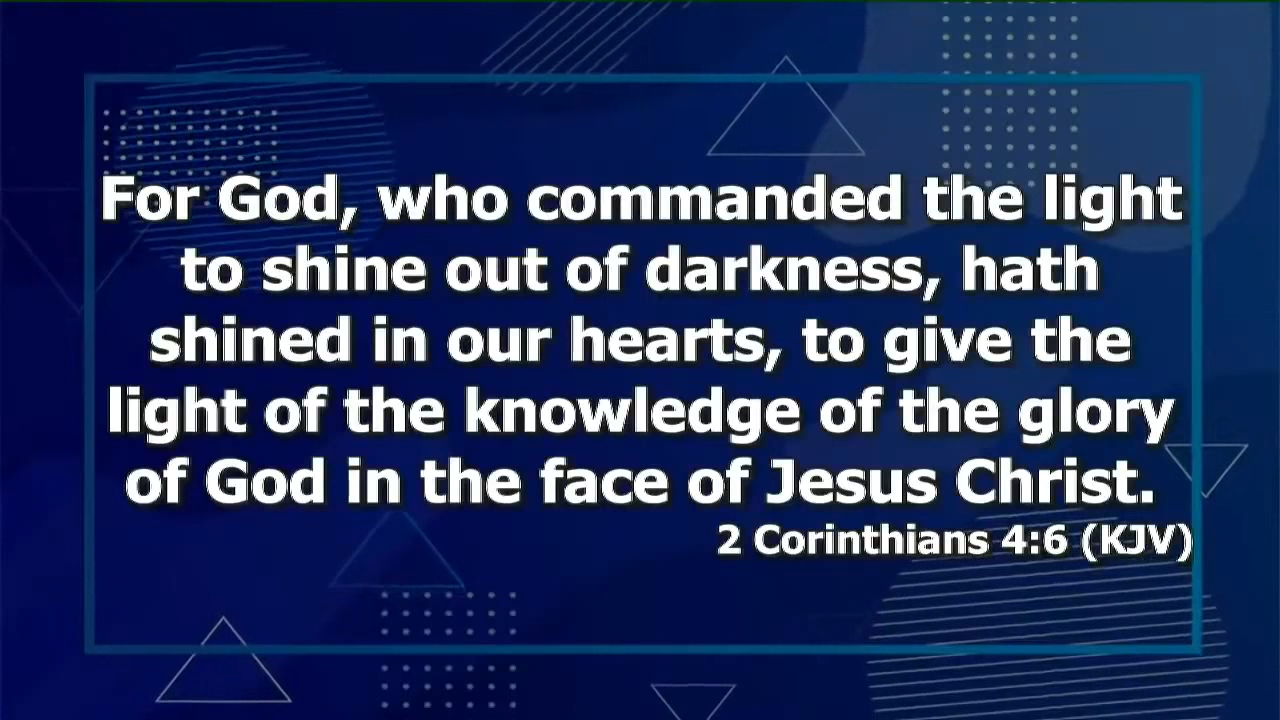 For God, who commanded the light
to shine out of darkness, hath
shined in our hearts, to give the
light of the knowledge of the glory
of God in the face of Jesus Christ.
2 Corinthians 4:6 (KJV)